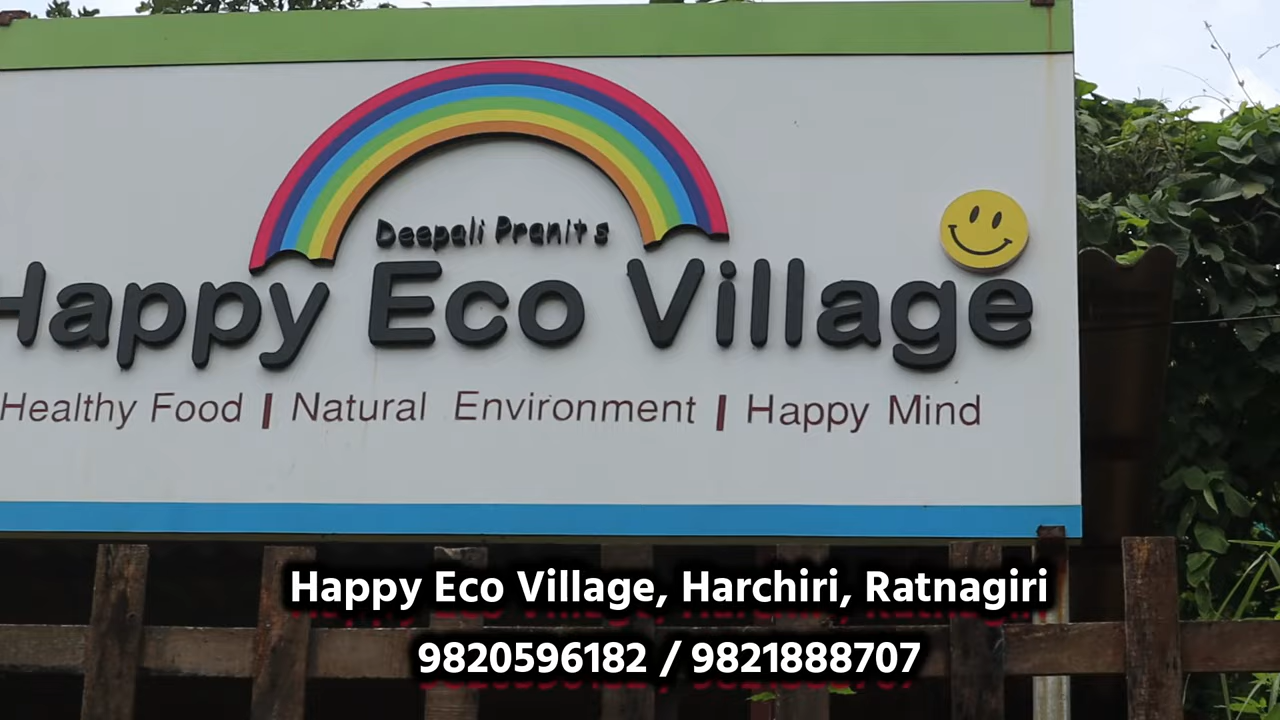 Deepali Pranit s
Happy Eco Village
Healthy Food | Natural Environment | Happy Mind
Happy Eco Village, Harchiri, Ratnagiri
9820596182 / 9821888707